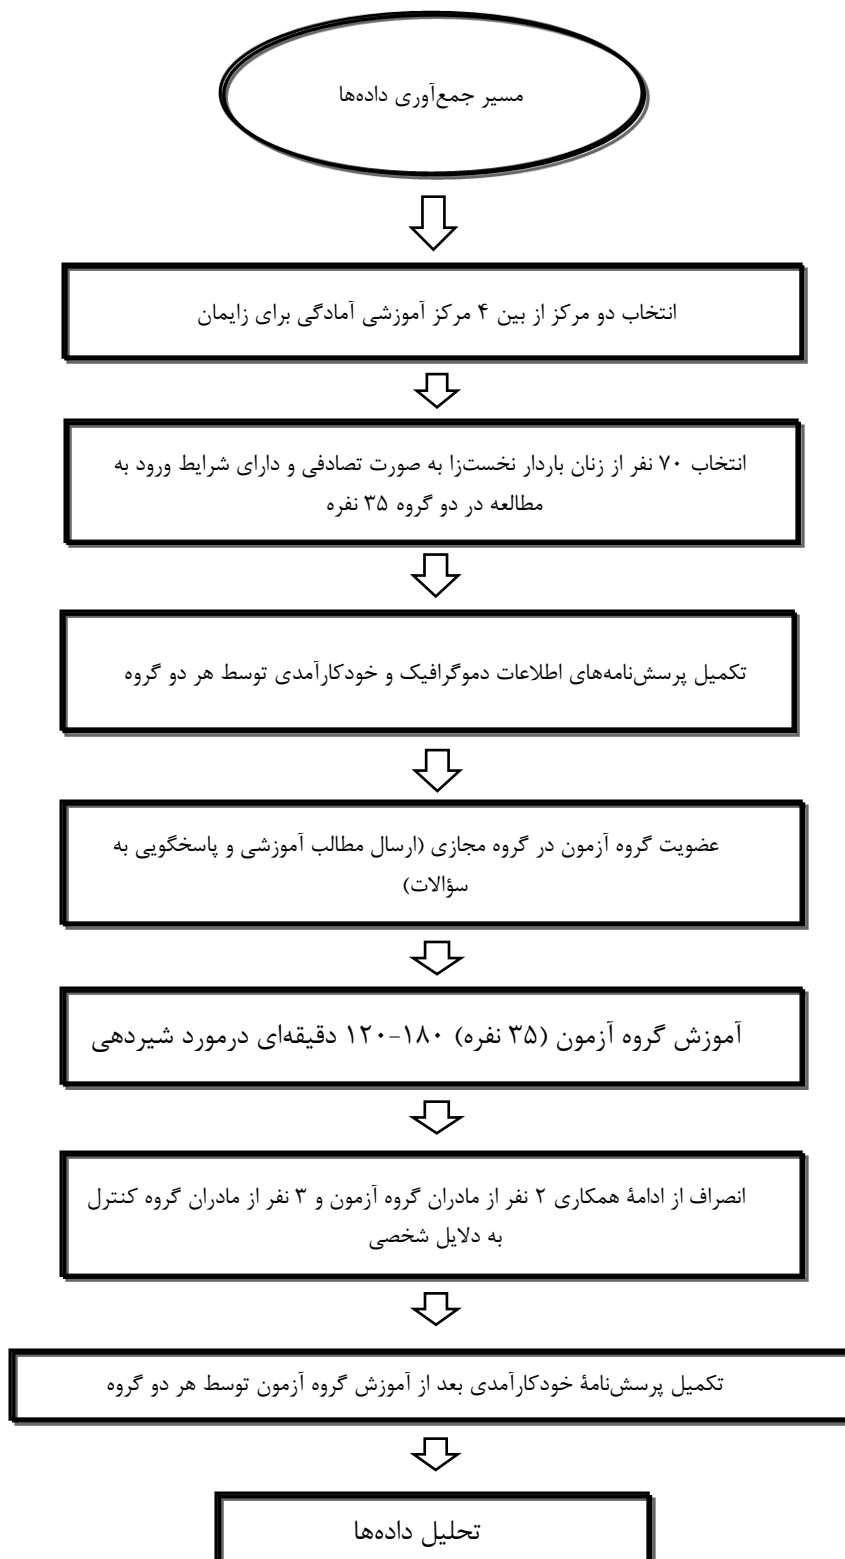 مسیر جمع‌آوری داده‌ها
انتخاب دو مرکز از بین ۴ مرکز آموزشی آمادگی برای زایمان
انتخاب ۷۰ نفر از زنان باردار نخست‌زا به صورت تصادفی و دارای شرایط ورود به
مطالعه در دو گروه ۳۵ نفره
تکمیل پرسش‌نامه‌های اطلاعات دموگرافیک و خودکارآمدی توسط هر دو گروه
عضویت گروه آزمون در گروه مجازی (ارسال مطالب آموزشی و پاسخگویی به
سؤالات)
آموزش گروه آزمون (۳۵ نفره) ۱۸۰-۱۲۰ دقیقه‌ای درمورد شیردهی
انصراف از ادامهٔ همکاری ۲ نفر از مادران گروه آزمون و ۳ نفر از مادران گروه کنترل
به دلایل شخصی
تکمیل پرسش‌نامهٔ خودکارآمدی بعد از آموزش گروه آزمون توسط هر دو گروه
تحلیل داده‌ها